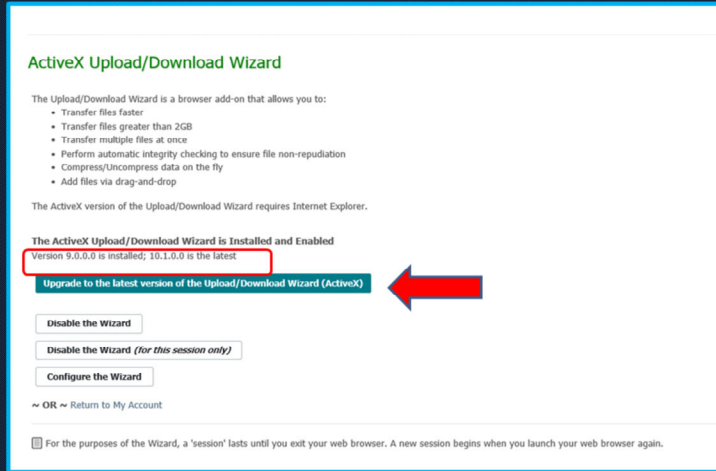 ActiveX Upload/Download Wizard
The Upload/Download Wizard is a browser add-on that allows you to:
• Transfer files faster
• Transfer files greater than 2GB
• Transfer multiple files at once
• Perform automatic integrity checking to ensure file non-repudiation
• Compress/Uncompress data on the fly
• Add files via drag-and-drop
The ActiveX version of the Upload/Download Wizard requires Internet Explorer.
The ActiveX Upload/Download Wizard is Installed and Enabled
Version 9.0.0.0 is installed; 10.1.0.0 is the latest
Upgrade to the latest version of the Upload/Download Wizard (ActiveX)
Disable the Wizard
Disable the Wizard (for this session only)
Configure the Wizard
~ OR ~ Return to My Account
For the purposes of the Wizard, a 'session' lasts until you exit your web browser. A new session begins when you launch your web browser again.